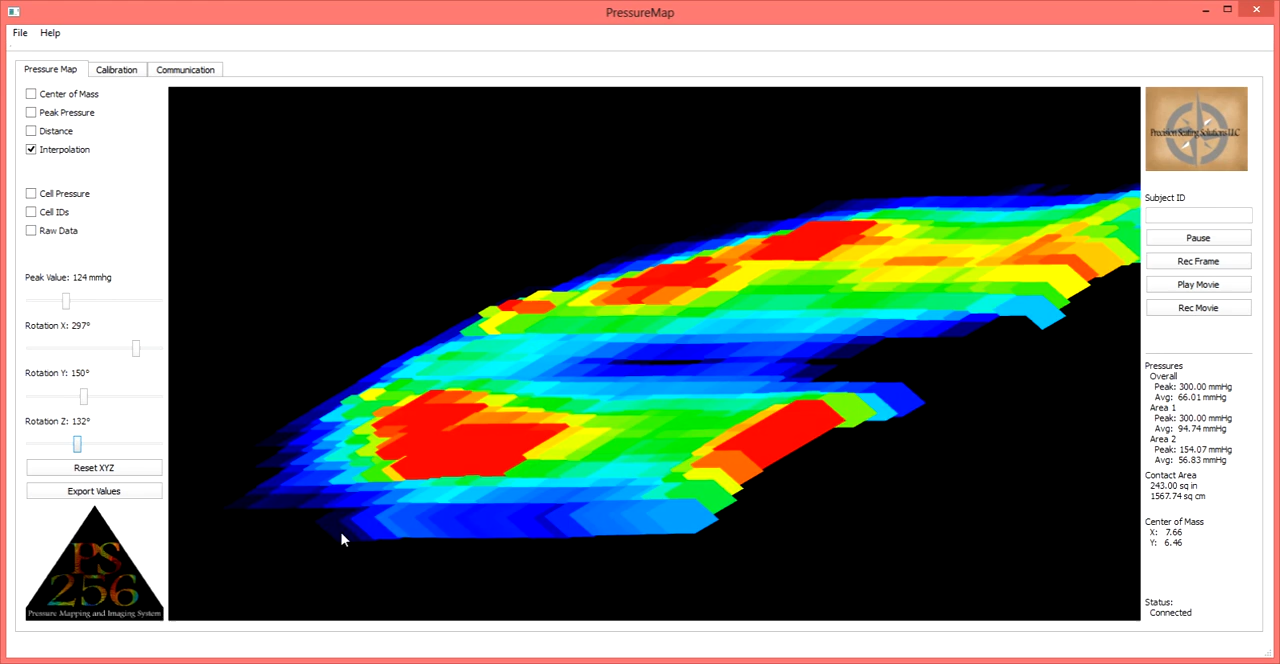 PressureMap
File Help
Pressure Map Calibration Communication
Center of Mass
Peak Pressure
Distance
Interpolation
Cell Pressure
Cell IDs
Raw Data
Peak Value: 124 mmhg
Rotation X: 297°
Rotation Y: 150°
Rotation Z: 132°
Reset XYZ
Export Values
PS
256
Pressure Mapping and Imaging System
Precision Seating Solutions LLC
Subject ID
Pause
Rec Frame
Play Movie
Rec Movie
Pressures
Overall
Peak: 300.00 mmHg
Avg: 66.01 mmHg
Area 1
Peak: 300.00 mmHg
Avg: 94.74 mmHg
Area 2
Peak: 154.07 mmHg
Avg: 56.83 mmHg
Contact Area
243.00 sq in
1567.74 sq cm
Center of Mass
X: 7.66
Y: 6.46
Status:
Connected